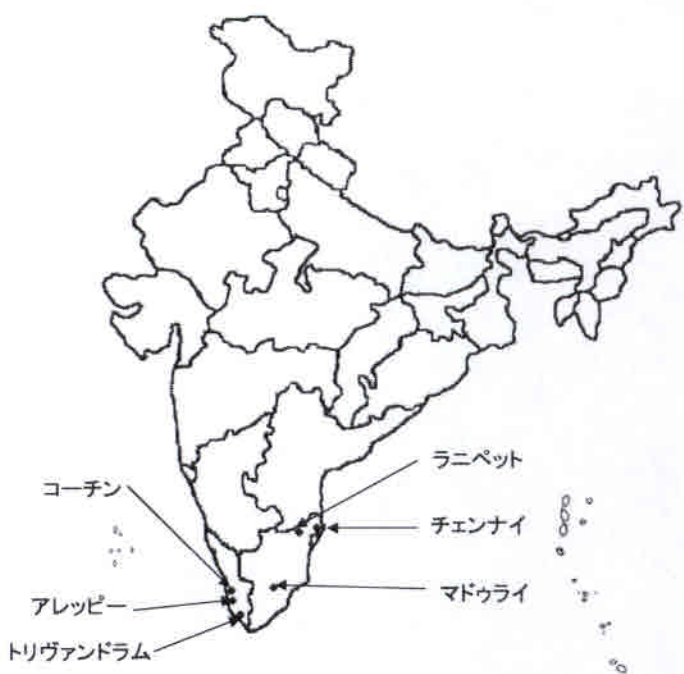 ラニペット
コーチン
チェンナイ
マドゥライ
アレッピー
トリヴァンドラム